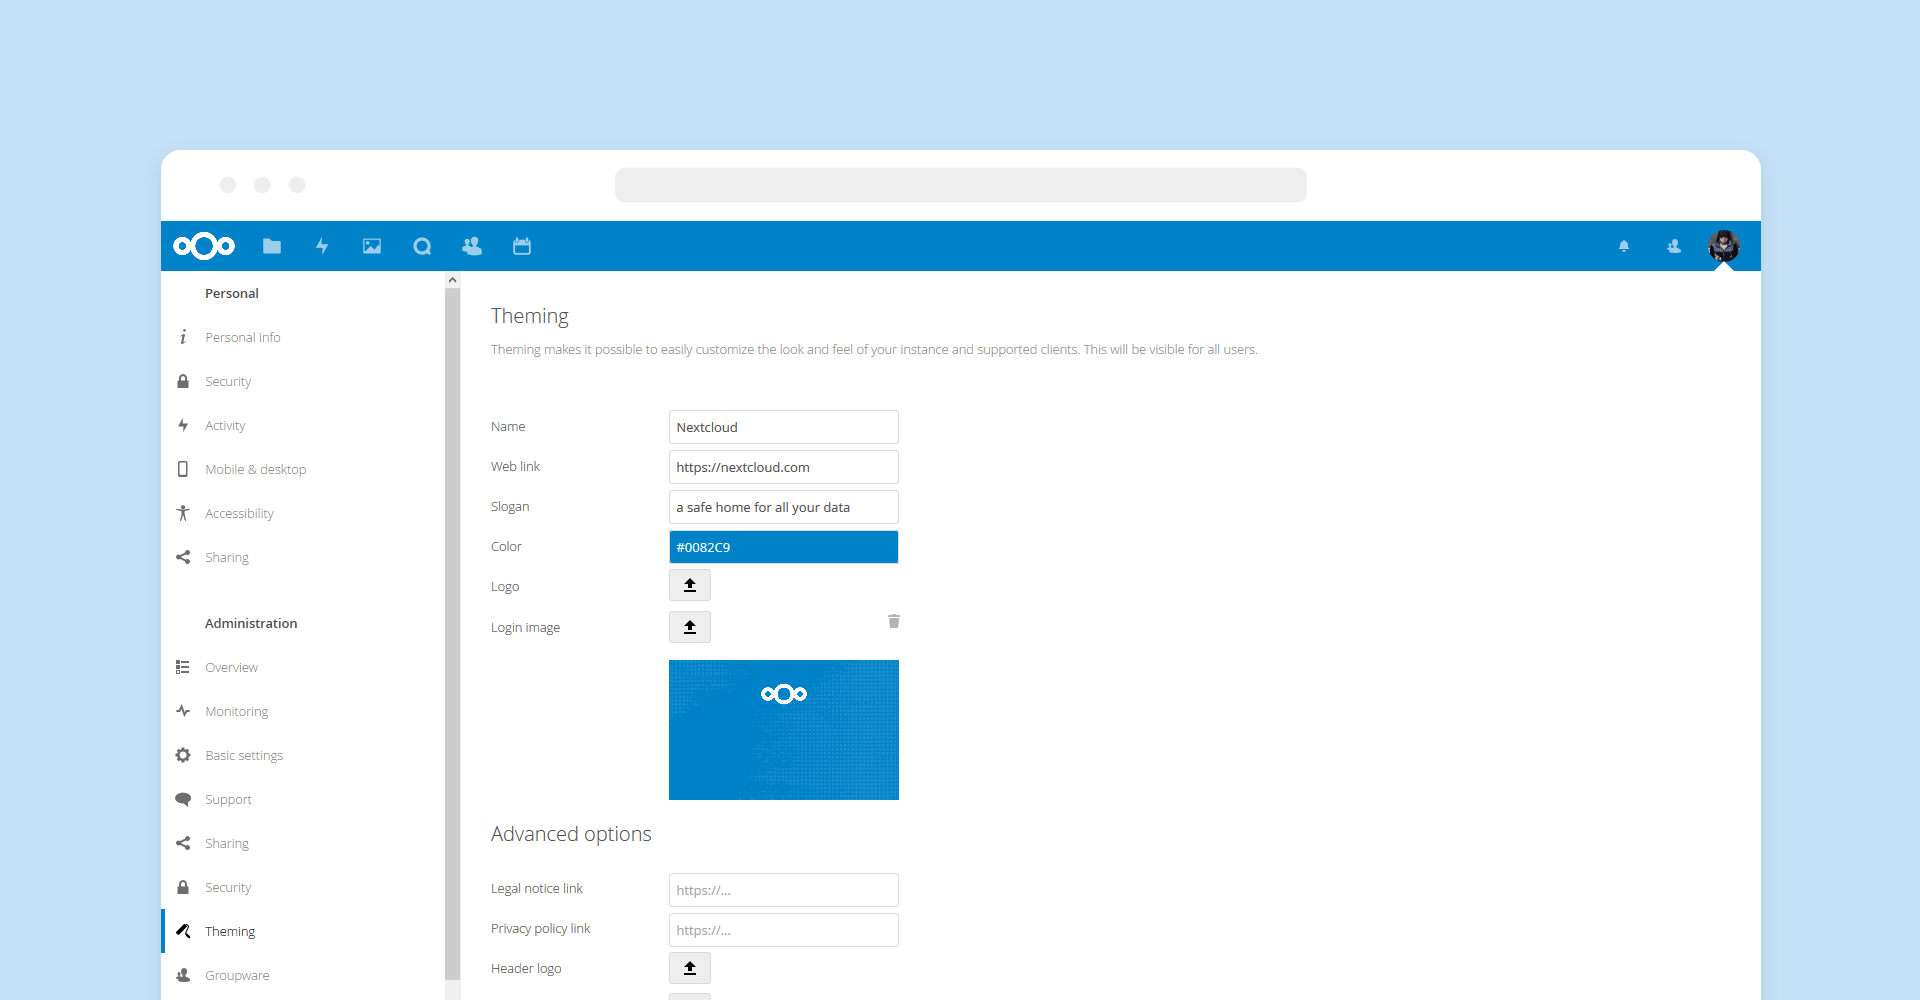 Personal
Personal info
Security
Activity
Mobile & desktop
Accessibility
Sharing
Administration
Overview
Monitoring
Basic settings
Support
Sharing
Security
Theming
Groupware
Theming
Theming makes it possible to easily customize the look and feel of your instance and supported clients. This will be visible for all users.
Name Nextcloud
Web link https://nextcloud.com
Slogan a safe home for all your data
Color #0082C9
Logo
Login image
Advanced options
Legal notice link https://...
Privacy policy link https://...
Header logo